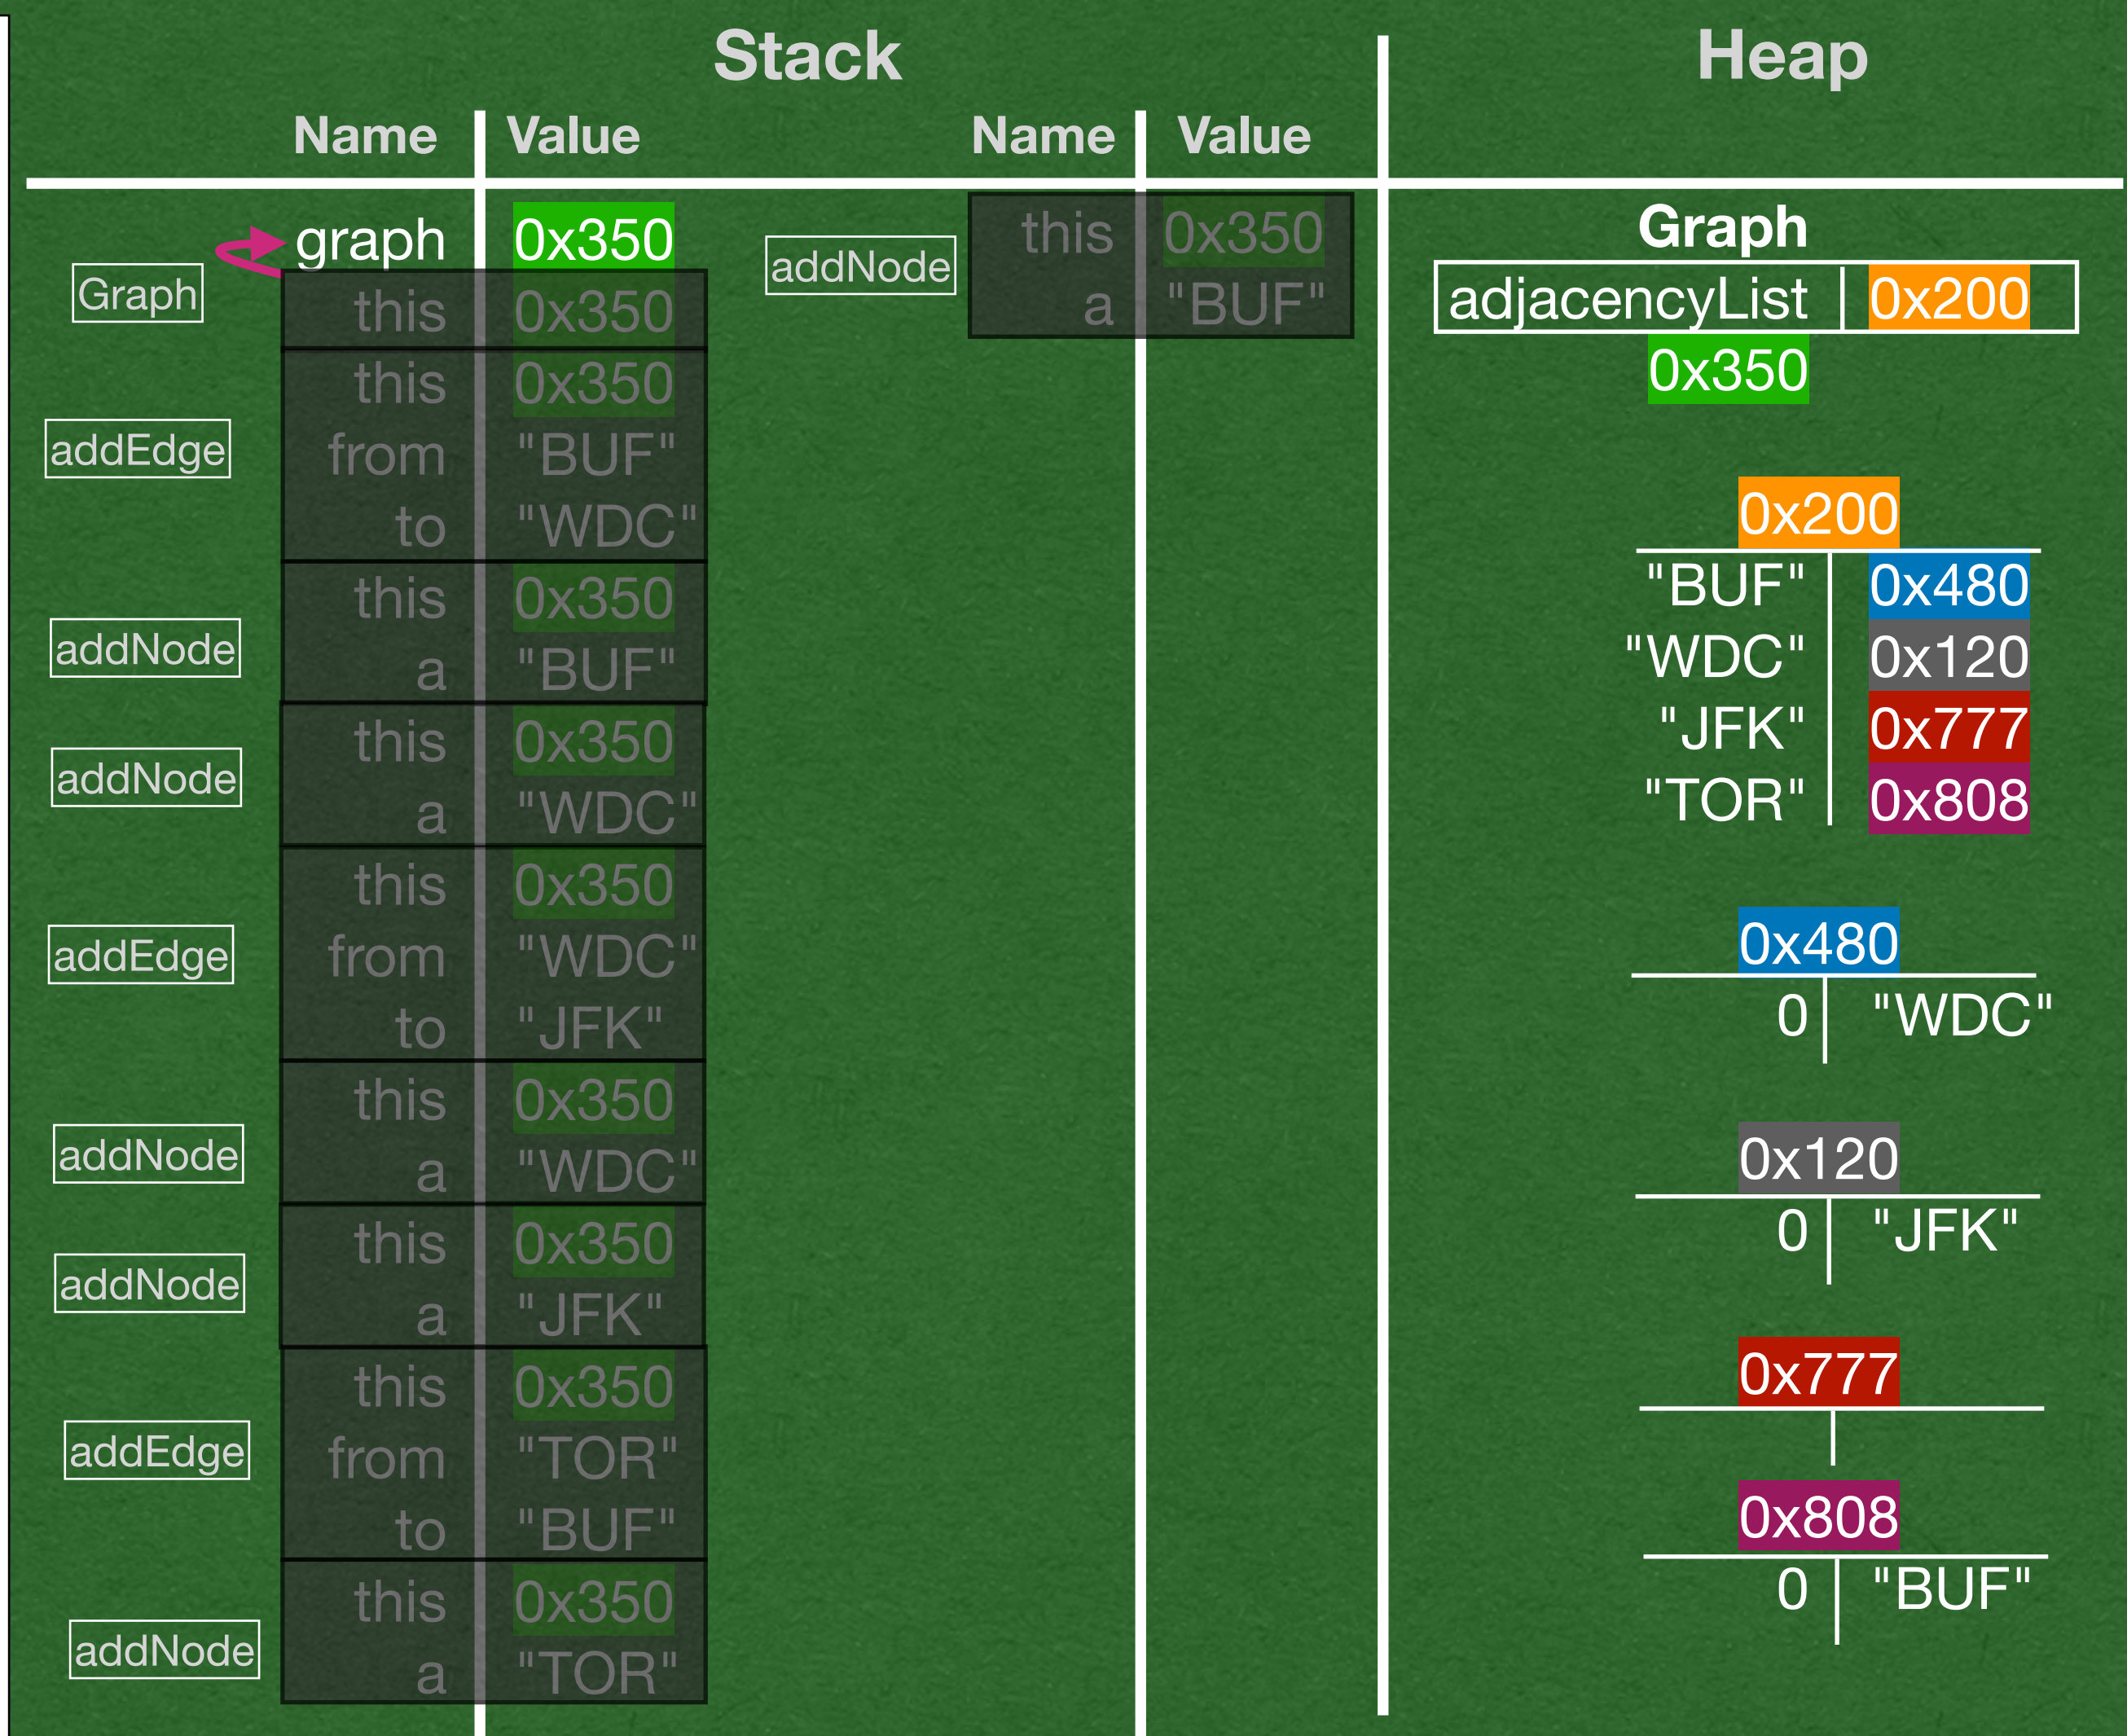 Stack
Heap
Name Value
Name Value
graph 0x350
Graph
this 0x350
addEdge
this 0x350
from "BUF"
to "WDC"
addNode
this 0x350
a "BUF"
addNode
this 0x350
a "WDC"
addEdge
this 0x350
from "WDC"
to "JFK"
addNode
this 0x350
a "WDC"
addNode
this 0x350
a "JFK"
addEdge
this 0x350
from "TOR"
to "BUF"
addNode
this 0x350
a "TOR"
addNode
this 0x350
a "BUF"
Graph
adjacencyList 0x200
0x350
0x200
"BUF" 0x480
"WDC" 0x120
"JFK" 0x777
"TOR" 0x808
0x480
0 "WDC"
0x120
0 "JFK"
0x777
0x808
0 "BUF"